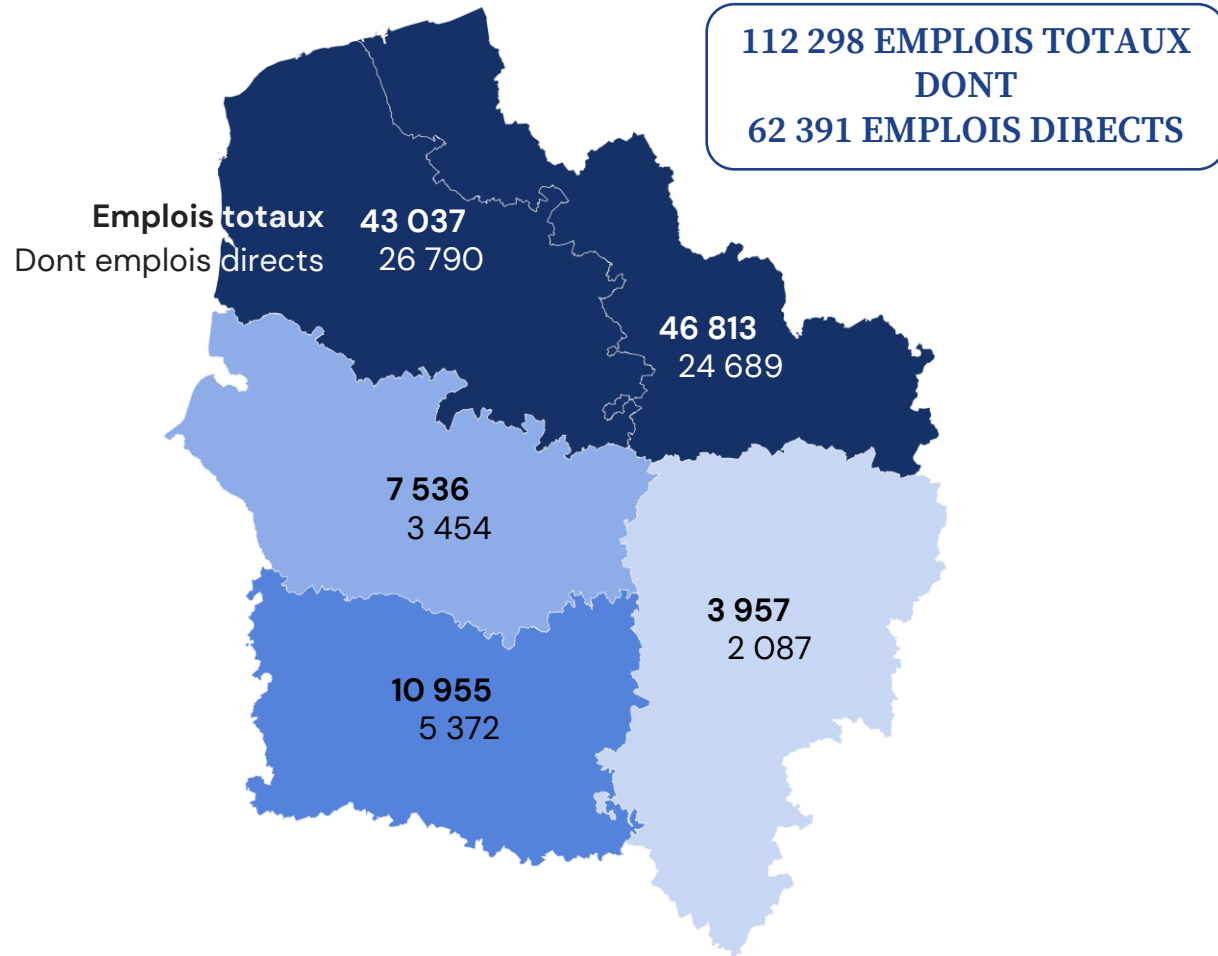 112 298 EMPLOIS TOTAUX
DONT
62 391 EMPLOIS DIRECTS
Emplois totaux
Dont emplois directs
43 037
26 790
46 813
24 689
7 536
3 454
3 957
2 087
10 955
5 372